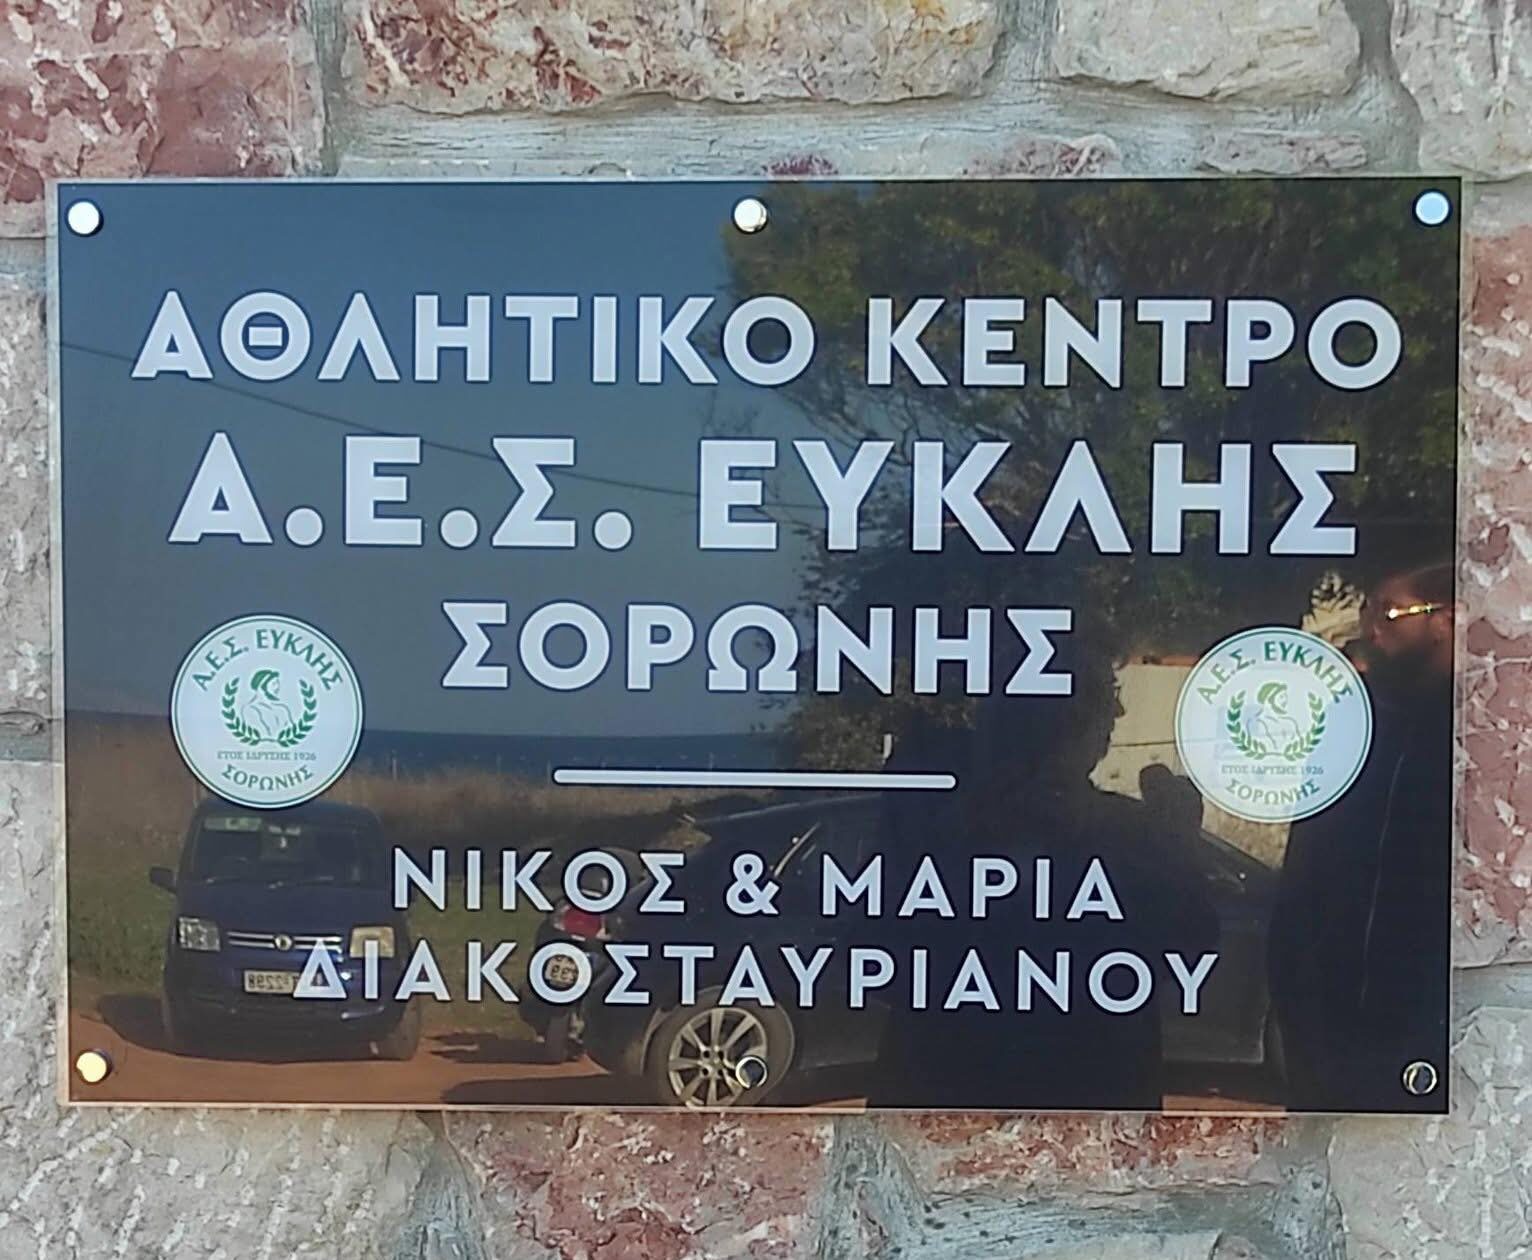 ΑΘΛΗΤΙΚΟ ΚΕΝΤΡΟ
Α.Ε.Σ. ΕΥΚΛΗΣ
ΣΟΡΩΝΗΣ
Α.Ε.Σ. ΕΥΚΛΗΣ
ΕΤΟΣ ΙΔΡΥΣΗΣ 1926
ΣΟΡΩΝΗΣ
Α.Ε.Σ. ΕΥΚΛΗΣ
ΕΤΟΣ ΙΔΡΥΣΗΣ 1926
ΣΟΡΩΝΗΣ
ΝΙΚΟΣ & ΜΑΡΙΑ
ΔΙΑΚΟΣΤΑΥΡΙΑΝΟΥ